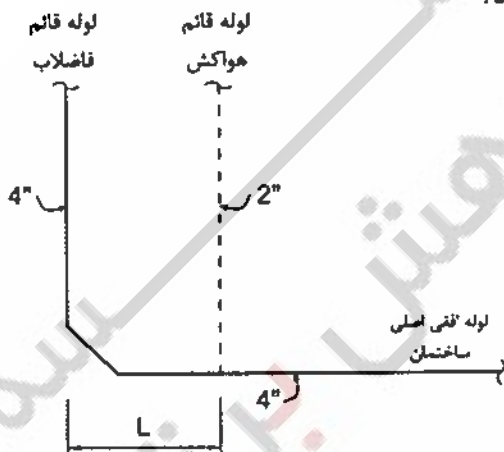 لوله قائم
فاضلاب
لوله قائم
هواکش
4"
2"
لوله افقی اصلی
ساختمان
4"
L